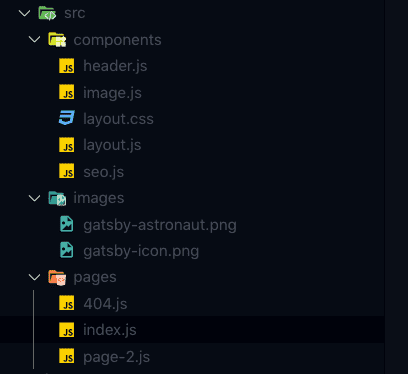 src
components
header.js
image.js
layout.css
layout.js
seo.js
images
gatsby-astronaut.png
gatsby-icon.png
pages
404.js
index.js
page-2.js